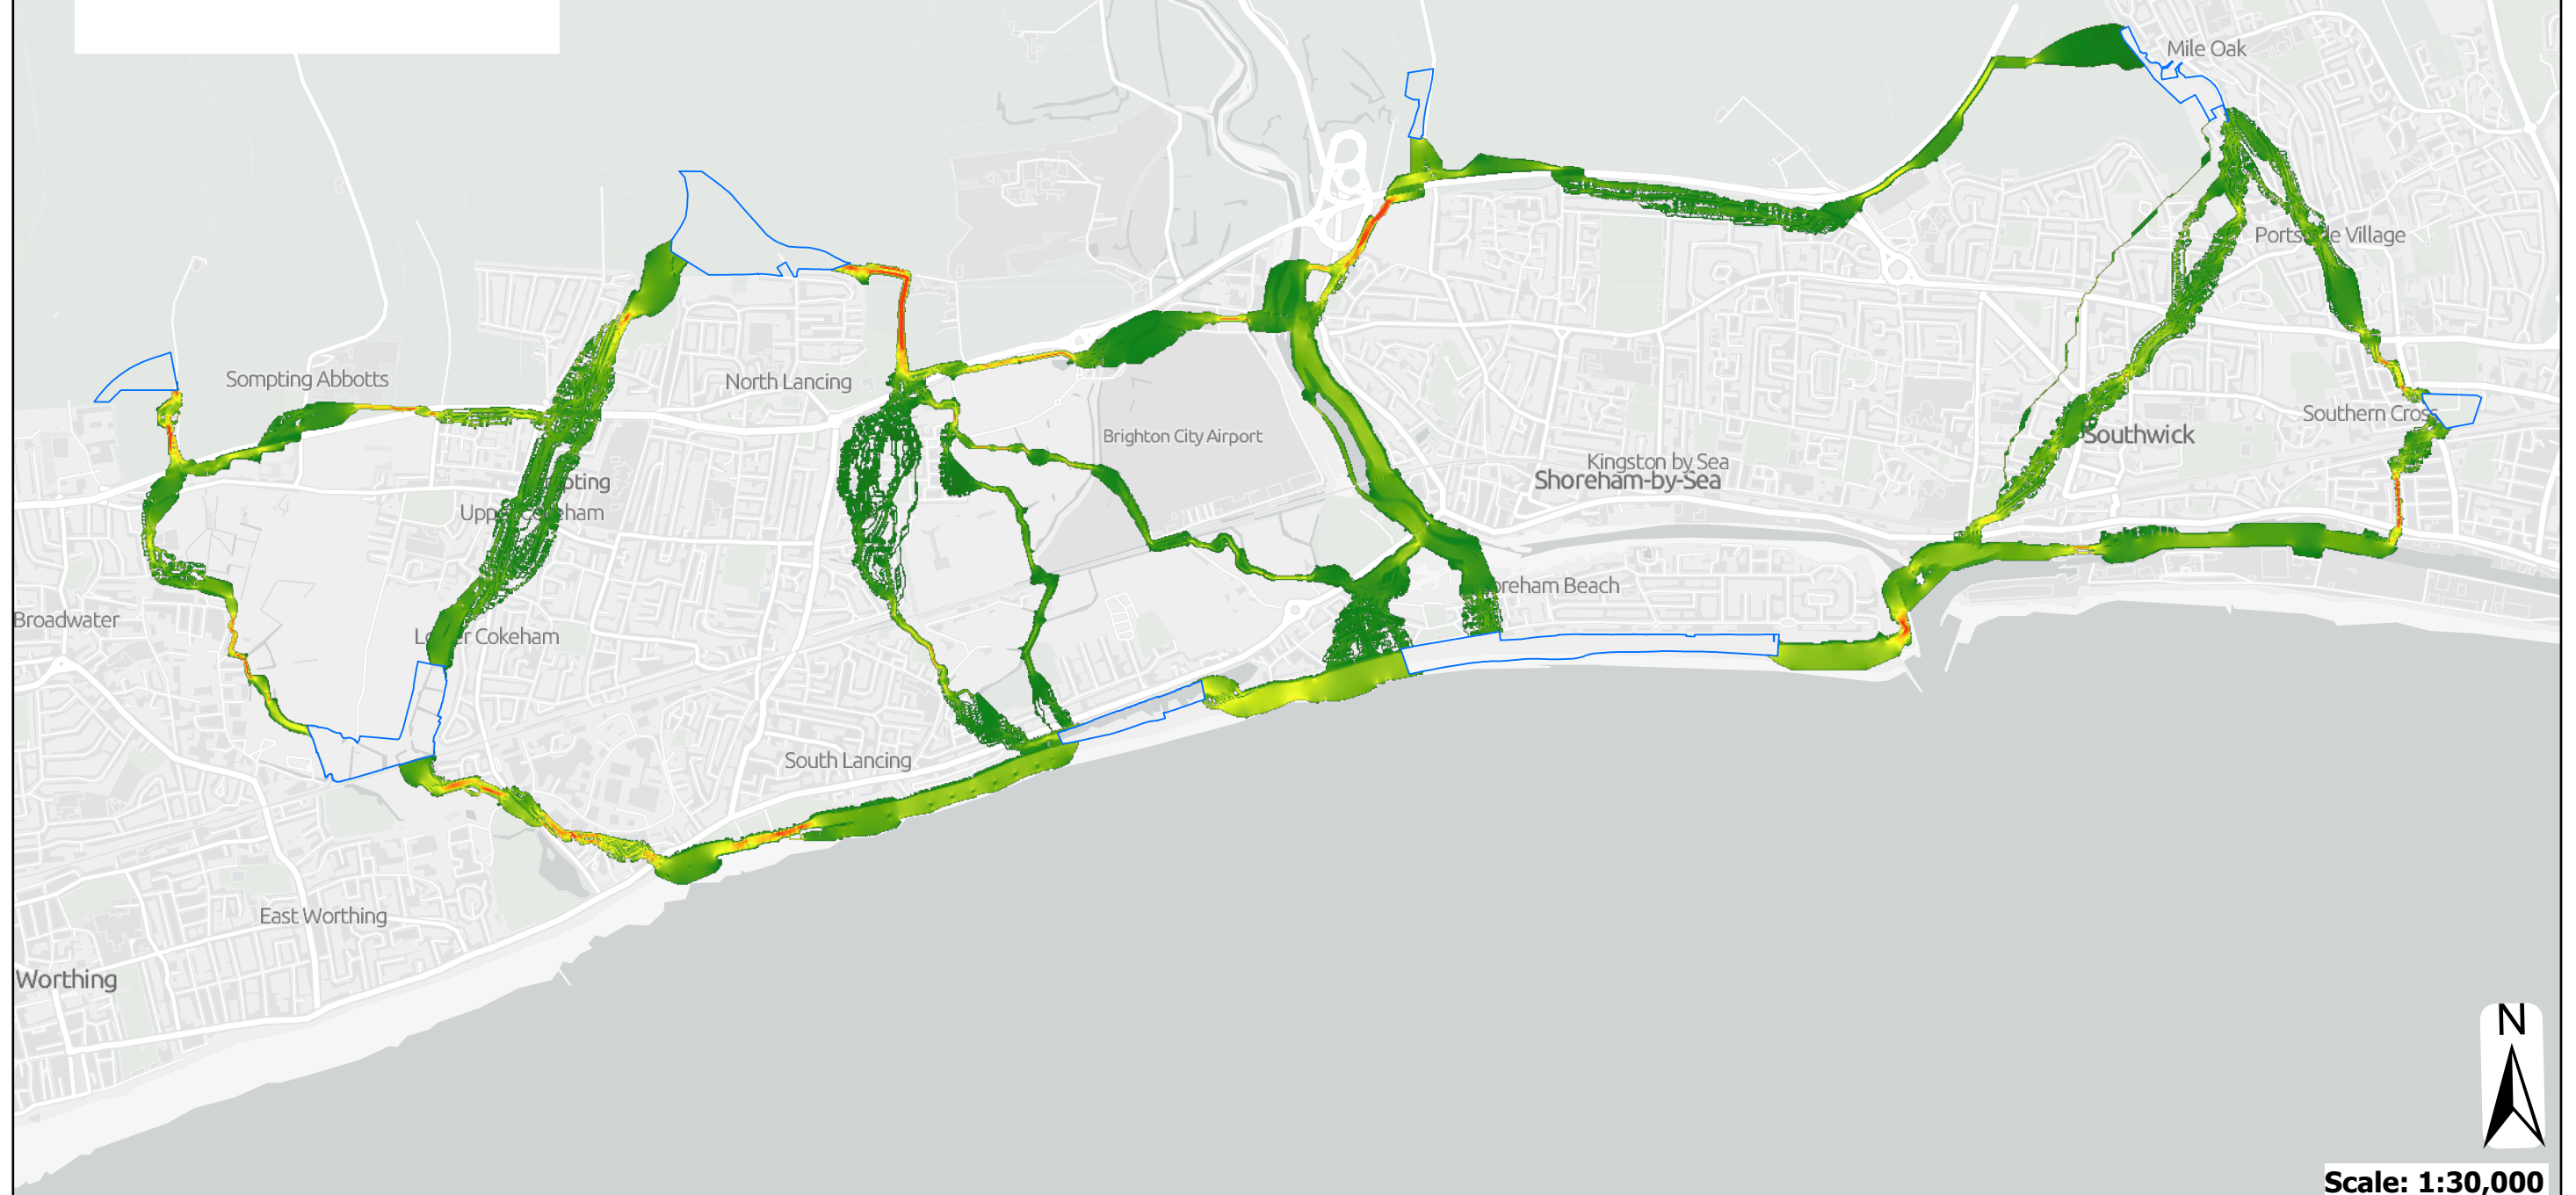 Mile Oak
Village
Sompting Abbotts
North Lancing
Southern Cross
Southwick
Brighton City Airport
Kingston by Sea
Shoreham-by-Sea
Broadwater
South Lancing
East Worthing
Worthing
N
Scale: 1:30,000